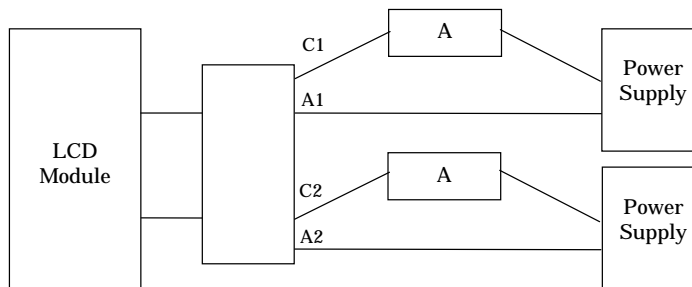 LCD
Module
C1
A
A1
Power
Supply
C2
A
A2
Power
Supply